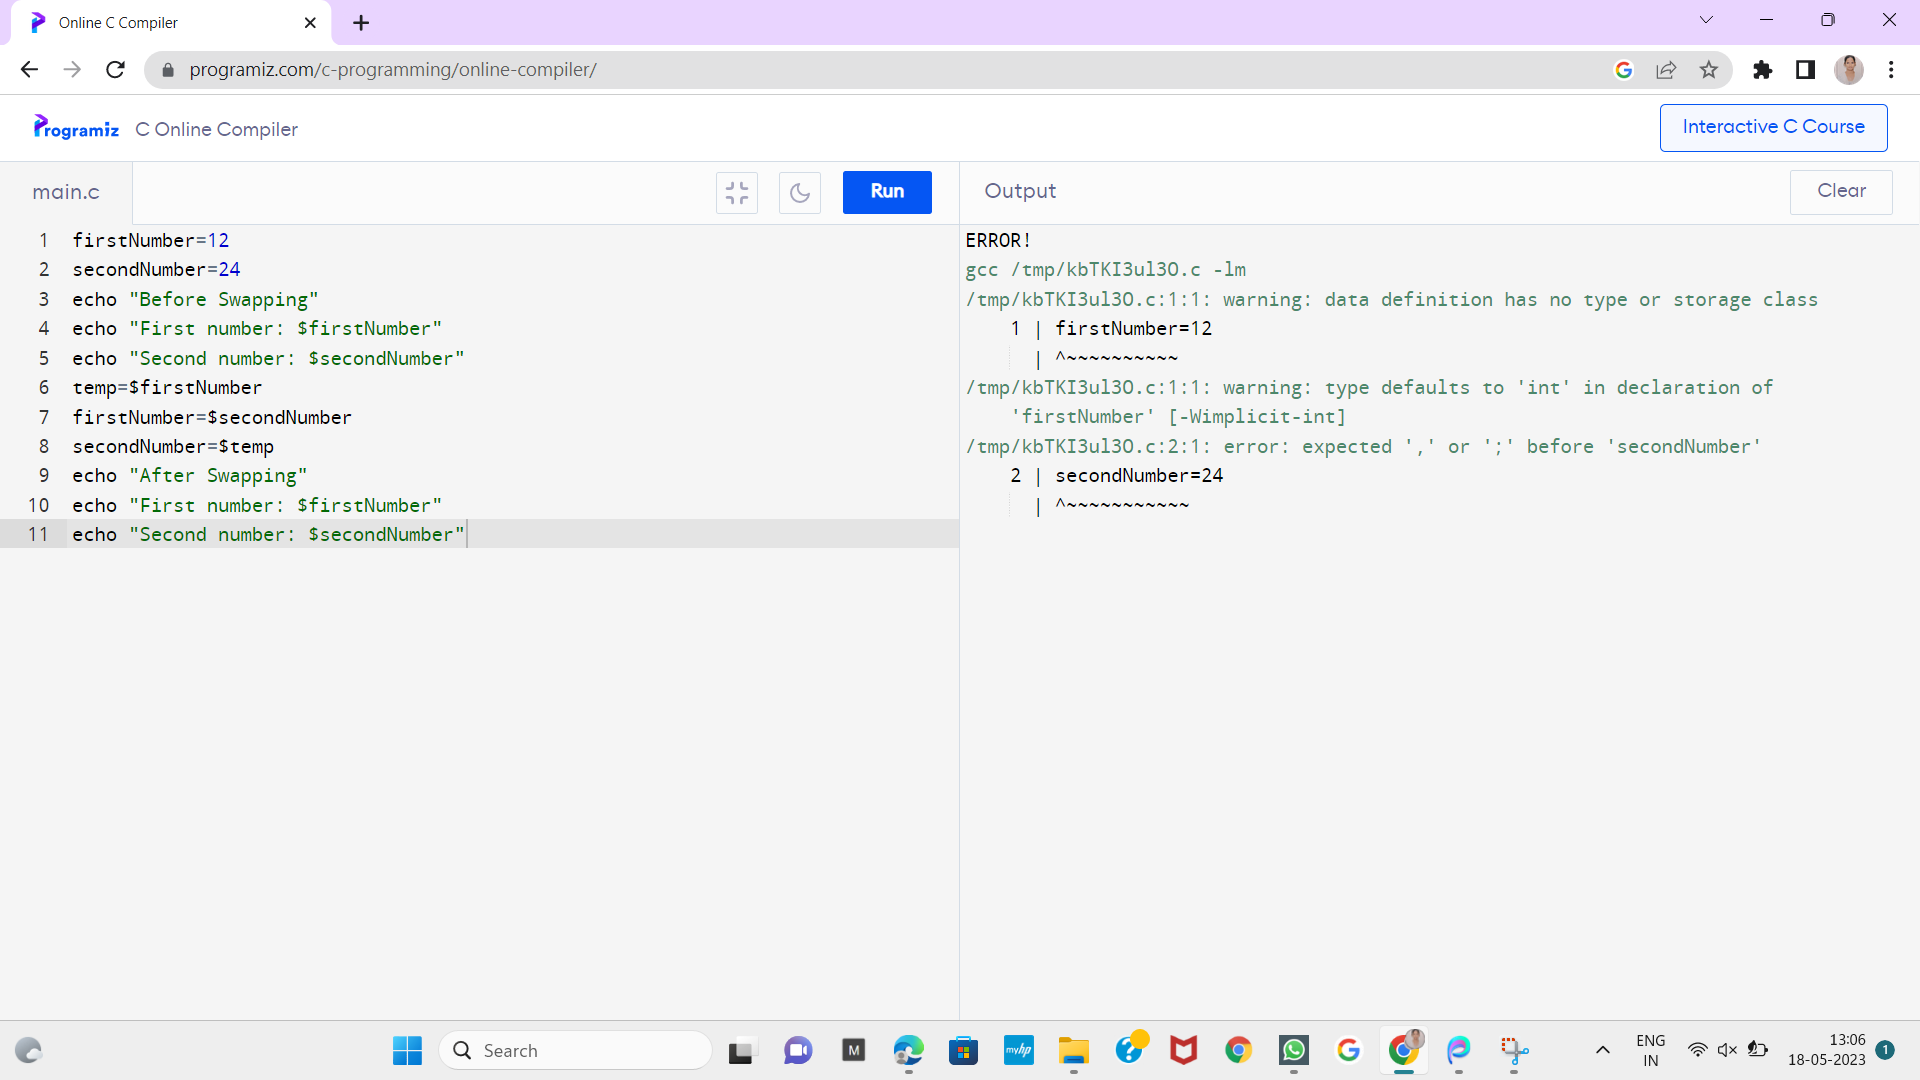 Online C Compiler
programiz.com/c-programming/online-compiler/
Programiz C Online Compiler
Interactive C Course
main.c
Run
1 firstNumber=12
2 secondNumber=24
3 echo "Before Swapping"
4 echo "First number: $firstNumber"
5 echo "Second number: $secondNumber"
6 temp=$firstNumber
7 firstNumber=$secondNumber
8 secondNumber=$temp
9 echo "After Swapping"
10 echo "First number: $firstNumber"
11 echo "Second number: $secondNumber"
Output
Clear
ERROR!
gcc /tmp/kbTKI3ul3O.c -lm
/tmp/kbTKI3ul3O.c:1:1: warning: data definition has no type or storage class
1 | firstNumber=12
| ^~~~~~~~~~~
/tmp/kbTKI3ul3O.c:1:1: warning: type defaults to 'int' in declaration of
'firstNumber' [-Wimplicit-int]
/tmp/kbTKI3ul3O.c:2:1: error: expected ',' or ';' before 'secondNumber'
2 | secondNumber=24
| ^~~~~~~~~~~~
Search
M
myhp
ENG
IN
13:06
18-05-2023
1